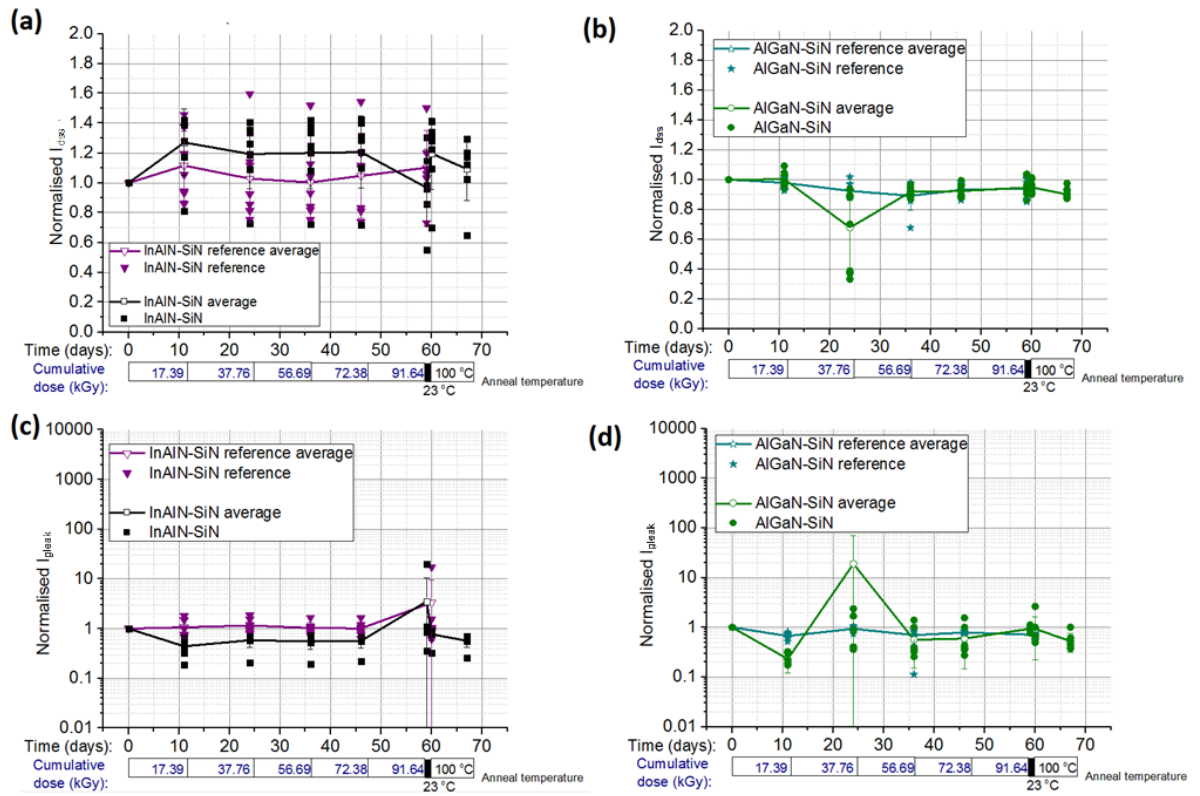 (a)
2.0
1.8
1.6
1.4
1.2
1.0
0.8
0.6
0.4
0.2
0.0
Normalised I_dss
InAlN-SiN reference average
InAlN-SiN reference
InAlN-SiN average
InAlN-SiN
Time (days): 0 10 20 30 40 50 60 70
Cumulative dose (kGy): 17.39 37.76 56.69 72.38 91.64 100 °C
23 °C
Anneal temperature
(b)
2.0
1.8
1.6
1.4
1.2
1.0
0.8
0.6
0.4
0.2
0.0
Normalised I_dss
AlGaN-SiN reference average
AlGaN-SiN reference
AlGaN-SiN average
AlGaN-SiN
Time (days): 0 10 20 30 40 50 60 70
Cumulative dose (kGy): 17.39 37.76 56.69 72.38 91.64 100 °C
23 °C
Anneal temperature
(c)
10000
1000
100
10
1
0.1
0.01
Normalised I_gleak
InAlN-SiN reference average
InAlN-SiN reference
InAlN-SiN average
InAlN-SiN
Time (days): 0 10 20 30 40 50 60 70
Cumulative dose (kGy): 17.39 37.76 56.69 72.38 91.64 100 °C
23 °C
Anneal temperature
(d)
10000
1000
100
10
1
0.1
0.01
Normalised I_gleak
AlGaN-SiN reference average
AlGaN-SiN reference
AlGaN-SiN average
AlGaN-SiN
Time (days): 0 10 20 30 40 50 60 70
Cumulative dose (kGy): 17.39 37.76 56.69 72.38 91.64 100 °C
23 °C
Anneal temperature